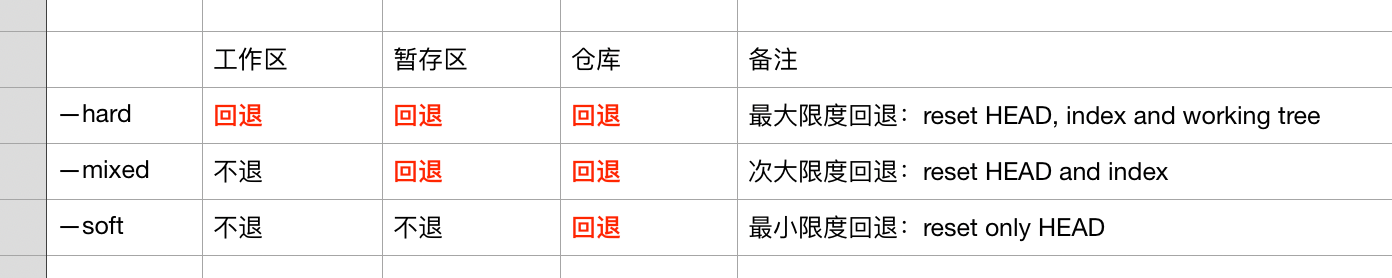 工作区 暂存区 仓库 备注
—hard 回退 回退 回退 最大限度回退：reset HEAD, index and working tree
—mixed 不退 回退 回退 次大限度回退：reset HEAD and index
—soft 不退 不退 回退 最小限度回退：reset only HEAD